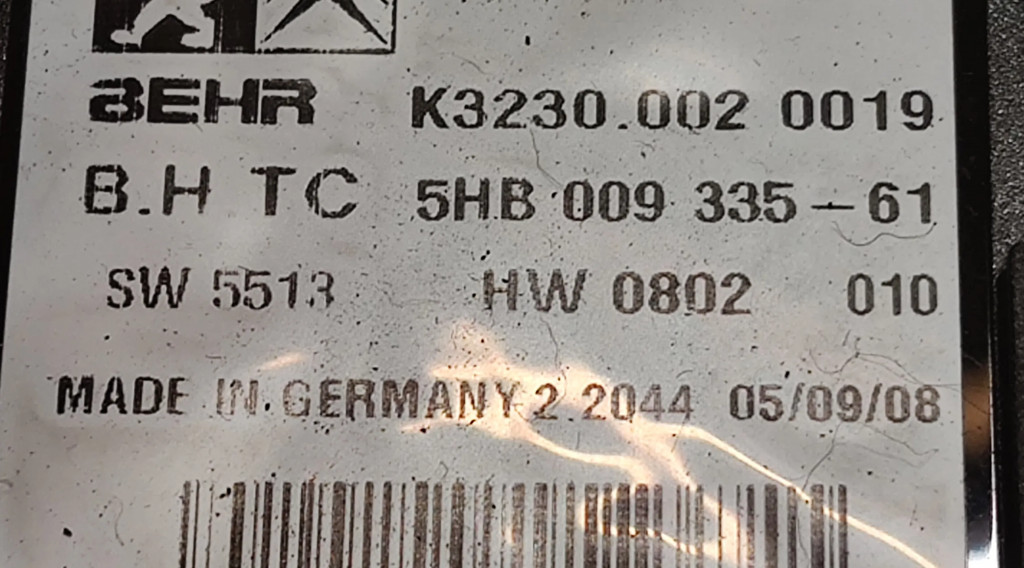 BEHR K3230.002 0019
B.H TC 5HB 009 335-61
SW 5513 HW 0802 010
MADE IN GERMANY 2 2044 05/09/08